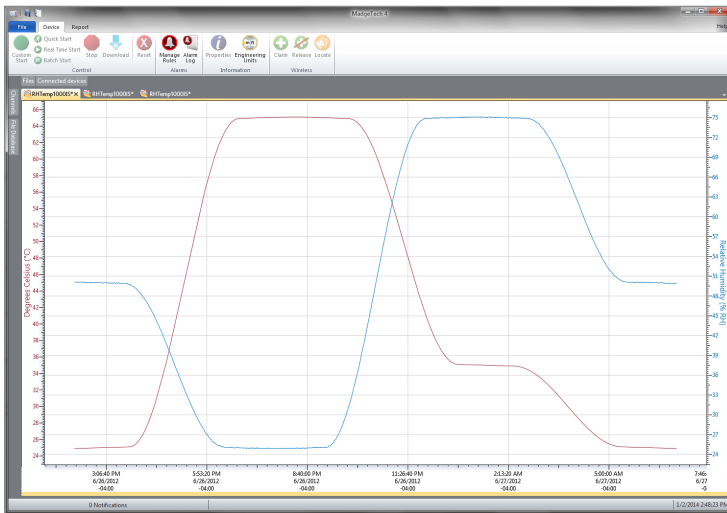 MadgeTech 4
File Device Report Help
Custom Start
Quick Start
Real Time Start
Batch Start
Stop Download Reset
Manage Rules
Alarm Log
Properties
Engineering Units
Claim Release Locate
Control Alarms Information Wireless
Files Connected devices
Channels
File Database
RHTemp1000IS*X RHTemp1000IS* RHTemp1000IS*
Degrees Celsius (°C)
66
64
62
60
58
56
54
52
50
48
46
44
42
40
38
36
34
32
30
28
26
24
75
72
69
66
63
60
57
54
51
48
45
42
39
36
33
30
27
24
Relative Humidity (% RH)
3:06:40 PM 5:53:20 PM 8:40:00 PM 11:26:40 PM 2:13:20 AM 5:00:00 AM 7:46:
6/26/2012 6/26/2012 6/26/2012 6/26/2012 6/27/2012 6/27/2012 6/27
-04:00 -04:00 -04:00 -04:00 -04:00 -04:00
0 Notifications 1/2/2014 2:48:23 PM